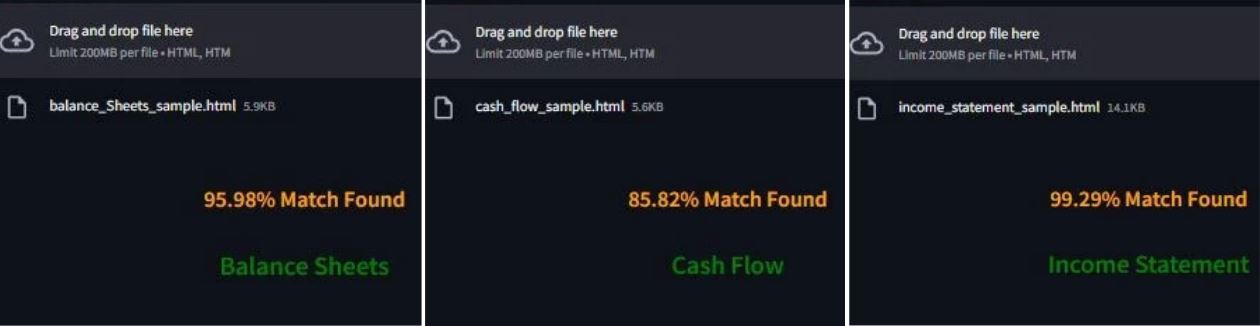 Drag and drop file here
Limit 200MB per file • HTML, HTM
balance_Sheets_sample.html 5.9KB
95.98% Match Found
Balance Sheets
Drag and drop file here
Limit 200MB per file • HTML, HTM
cash_flow_sample.html 5.6KB
85.82% Match Found
Cash Flow
Drag and drop file here
Limit 200MB per file • HTML, HTM
income_statement_sample.html 14.1KB
99.29% Match Found
Income Statement